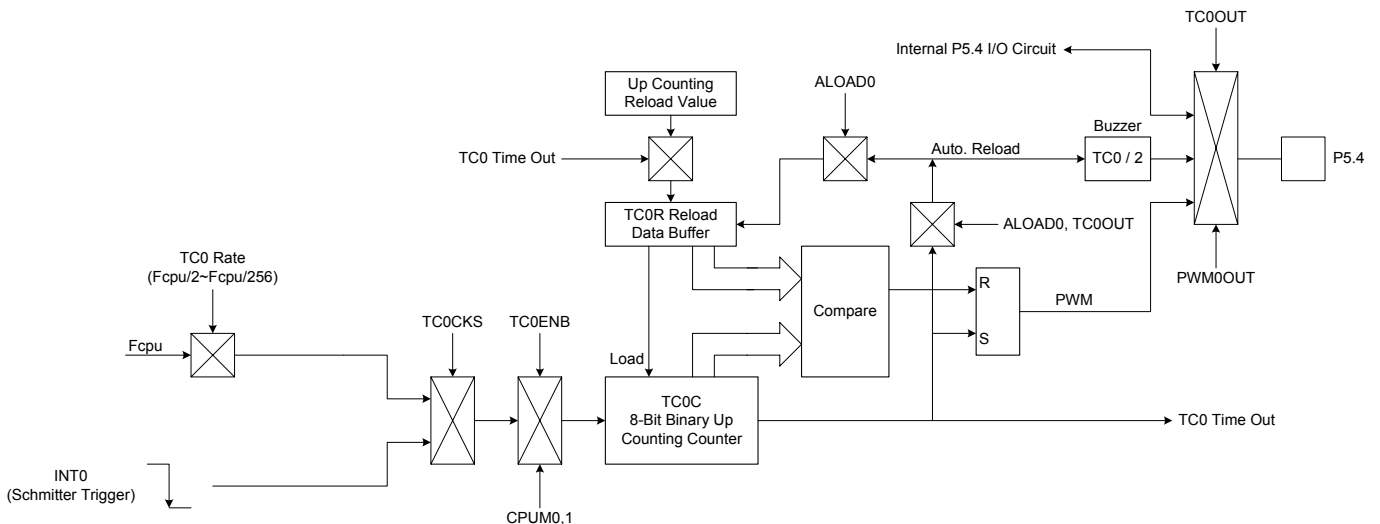 TC0OUT
Internal P5.4 I/O Circuit
Up Counting
Reload Value
ALOAD0
Buzzer
TC0 Time Out
Auto. Reload
TC0 / 2
P5.4
TC0R Reload
Data Buffer
ALOAD0, TC0OUT
TC0 Rate
(Fcpu/2~Fcpu/256)
PWM0OUT
R
PWM
Compare
TC0CKS
TC0ENB
S
Fcpu
Load
TC0C
8-Bit Binary Up
Counting Counter
TC0 Time Out
INT0
(Schmitter Trigger)
CPUM0,1